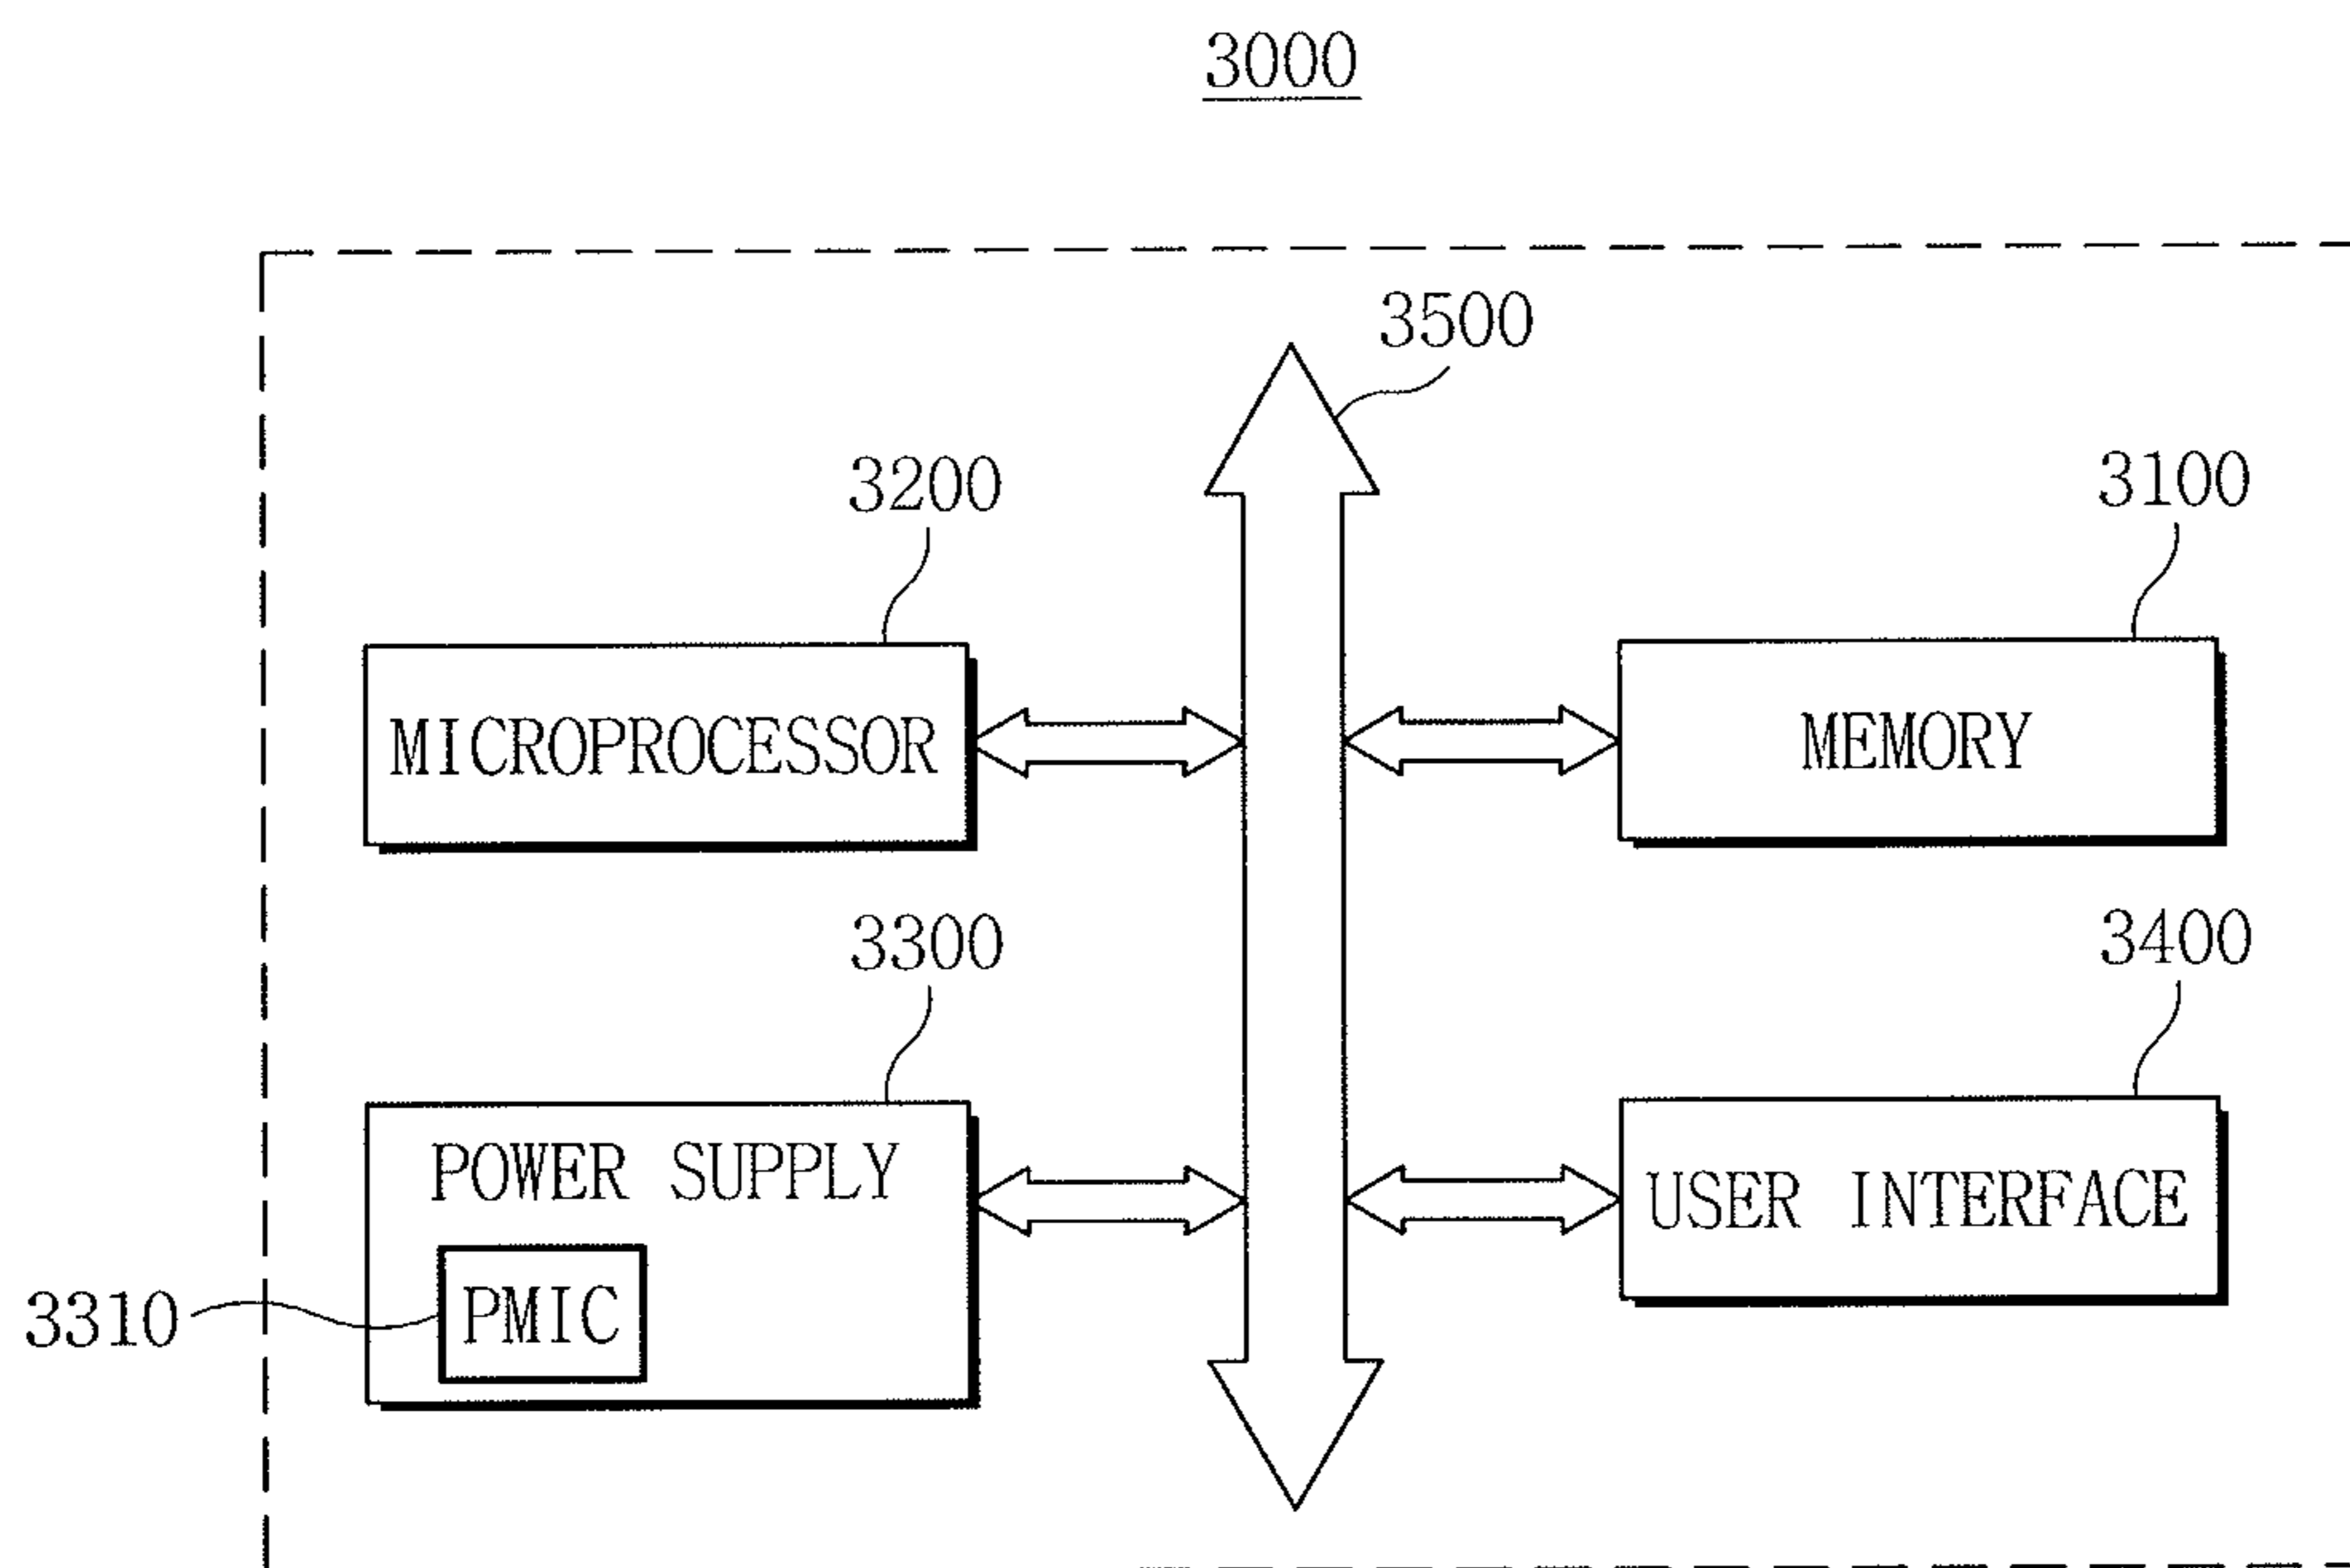 3000
3500
3200
3100
MICROPROCESSOR
MEMORY
3300
3400
POWER SUPPLY
USER INTERFACE
3310
PMIC